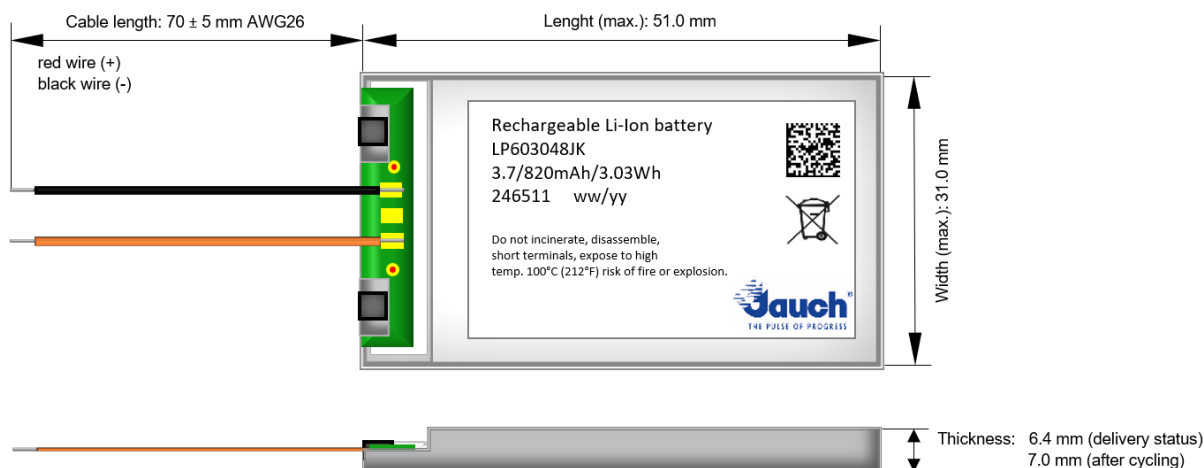 Cable length: 70 ± 5 mm AWG26
Lenght (max.): 51.0 mm
red wire (+)
black wire (-)
Rechargeable Li-Ion battery
LP603048JK
3.7/820mAh/3.03Wh
246511 ww/yy
Do not incinerate, disassemble,
short terminals, expose to high
temp. 100°C (212°F) risk of fire or explosion.
Jauch®
THE PULSE OF PROGRESS
Width (max.): 31.0 mm
Thickness: 6.4 mm (delivery status)
7.0 mm (after cycling)